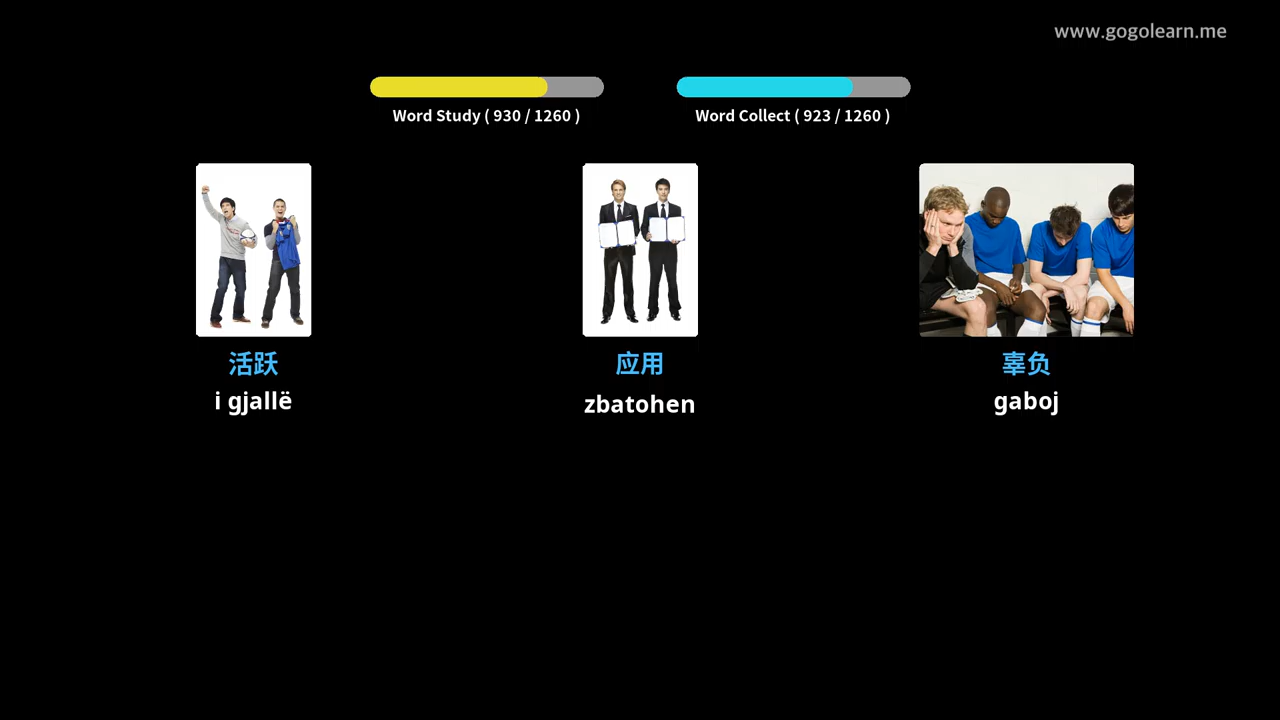 www.gogolearn.me
Word Study ( 930 / 1260 )
Word Collect ( 923 / 1260 )
活跃
应用
辜负
i gjallë
zbatohen
gaboj